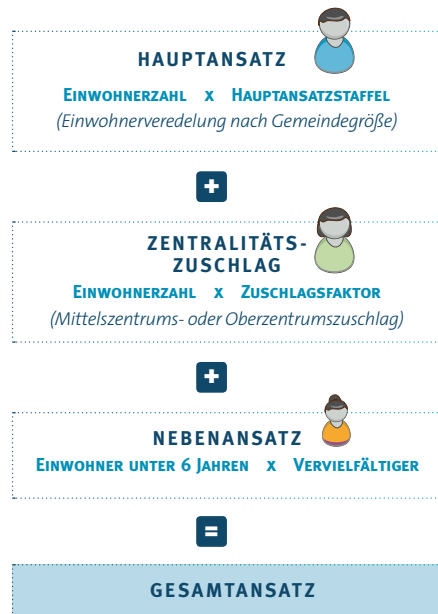 HAUPTANSATZ
EINWOHNERZAHL X HAUPTANSATZSTAFFEL
(Einwohnerveredelung nach Gemeindegröße)
+
ZENTRALITÄTS-
ZUSCHLAG
EINWOHNERZAHL X ZUSCHLAGSFAKTOR
(Mittelszentrums- oder Oberzentrumszuschlag)
+
NEBENANSATZ
EINWOHNER UNTER 6 JAHREN X VERVIELFÄLTIGER
=
GESAMTANSATZ